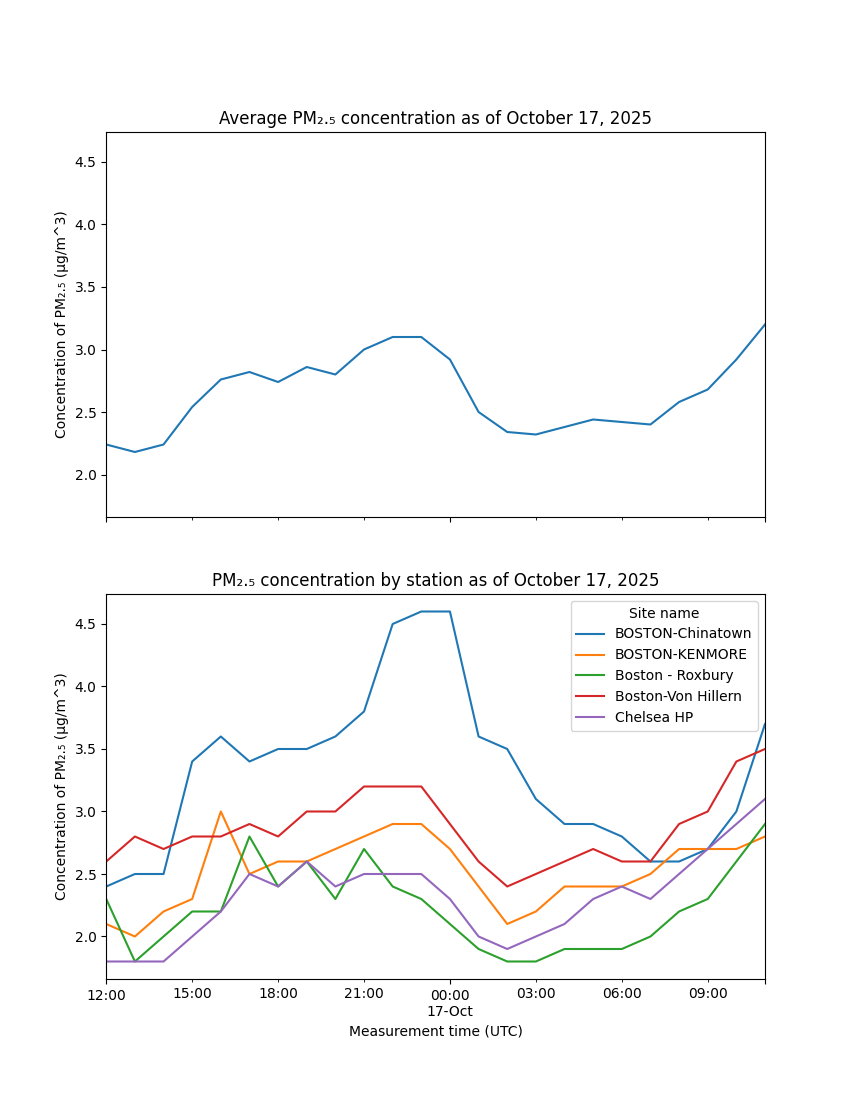 Average PM₂.₅ concentration as of October 17, 2025
Concentration of PM₂.₅ (µg/m^3)
4.5
4.0
3.5
3.0
2.5
2.0
PM₂.₅ concentration by station as of October 17, 2025
Concentration of PM₂.₅ (µg/m^3)
4.5
4.0
3.5
3.0
2.5
2.0
Site name
BOSTON-Chinatown
BOSTON-KENMORE
Boston - Roxbury
Boston-Von Hillern
Chelsea HP
12:00 15:00 18:00 21:00 00:00 03:00 06:00 09:00
17-Oct
Measurement time (UTC)